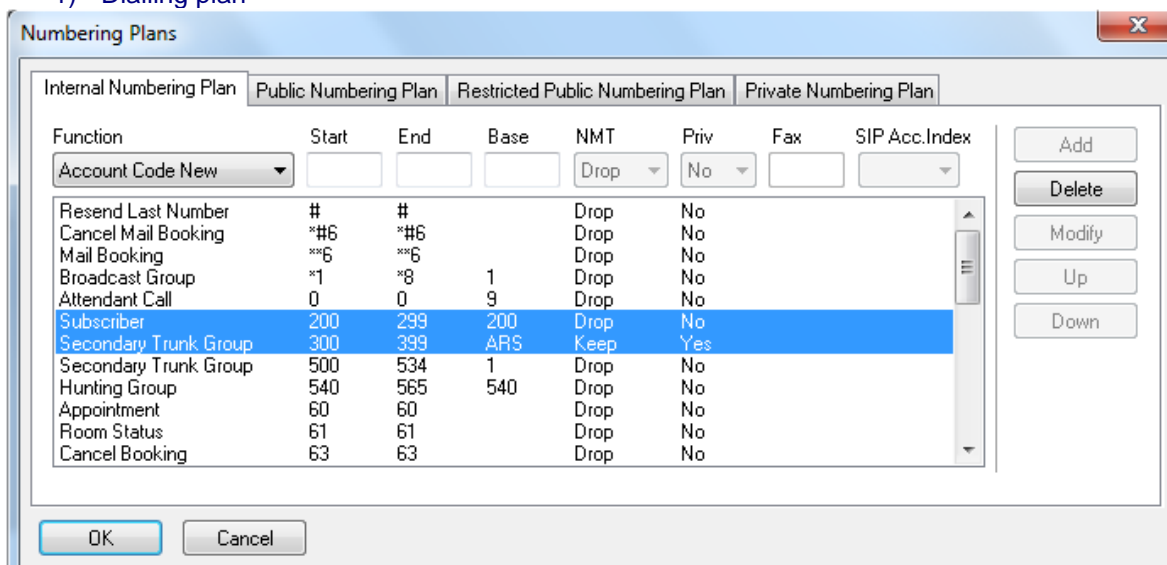 1) Dialling plan
Numbering Plans
Internal Numbering Plan Public Numbering Plan Restricted Public Numbering Plan Private Numbering Plan
Function Start End Base NMT Priv Fax SIP Acc.Index
Account Code New Drop No
Add
Delete
Resend Last Number # # Drop No
Cancel Mail Booking *#6 *#6 Drop No
Modify
Mail Booking **6 **6 Drop No
Broadcast Group *1 *8 1 Drop No
Up
Attendant Call 0 0 9 Drop No
Subscriber 200 299 200 Drop No
Down
Secondary Trunk Group 300 399 ARS Keep Yes
Secondary Trunk Group 500 534 1 Drop No
Hunting Group 540 565 540 Drop No
Appointment 60 60 Drop No
Room Status 61 61 Drop No
Cancel Booking 63 63 Drop No
OK Cancel